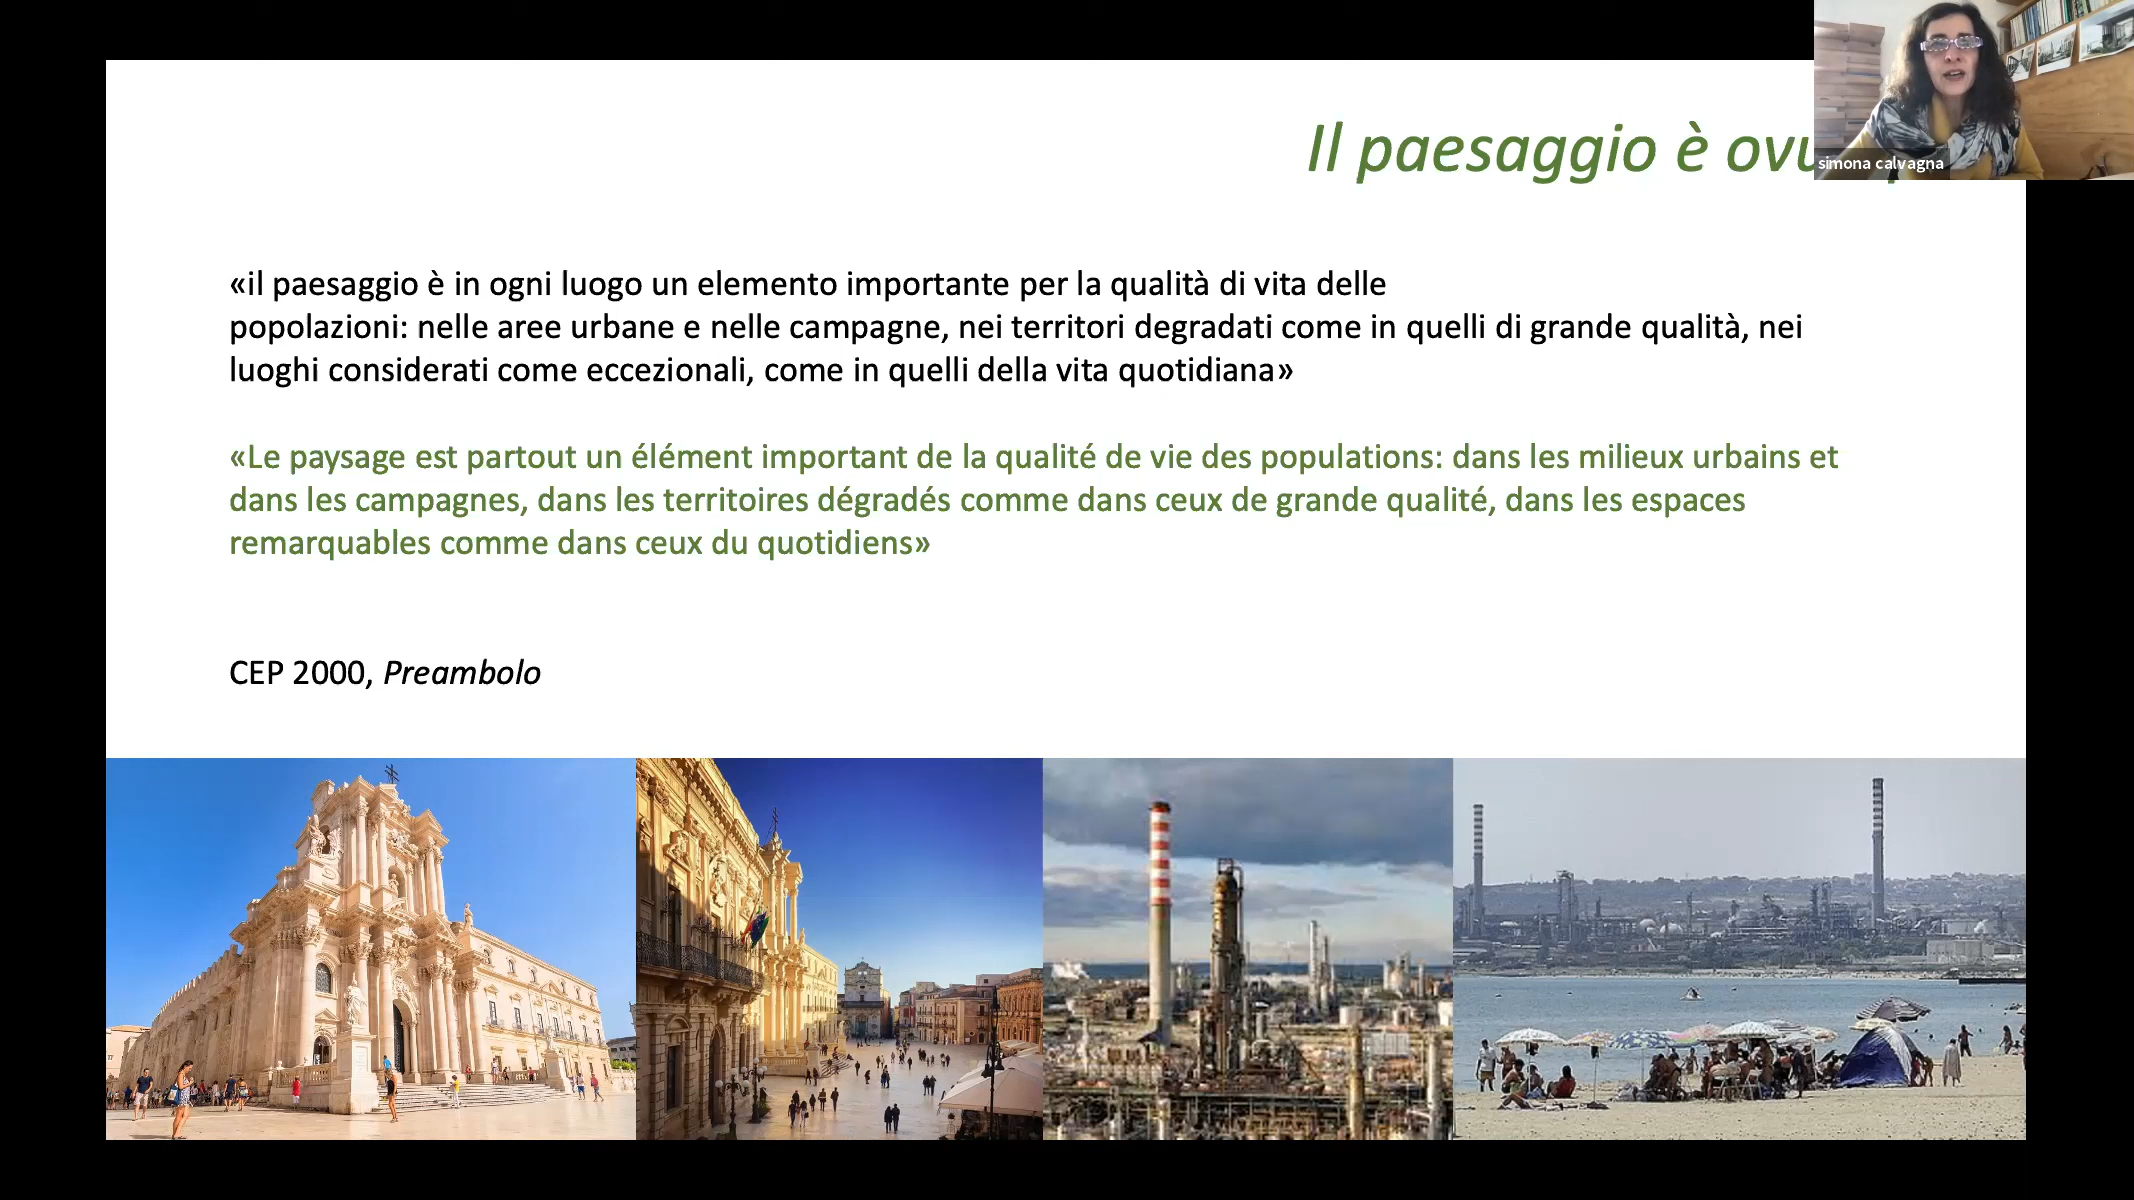 Il paesaggio è
simona calvagna
«il paesaggio è in ogni luogo un elemento importante per la qualità di vita delle
popolazioni: nelle aree urbane e nelle campagne, nei territori degradati come in quelli di grande qualità, nei
luoghi considerati come eccezionali, come in quelli della vita quotidiana»
«Le paysage est partout un élément important de la qualité de vie des populations: dans les milieux urbains et
dans les campagnes, dans les territoires dégradés comme dans ceux de grande qualité, dans les espaces
remarquables comme dans ceux du quotidiens»
CEP 2000, Preambolo